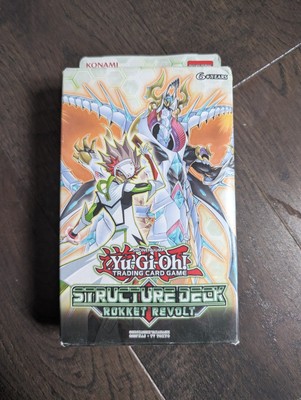 KONAMI
6+YEARS
Yu-Gi-Oh!
TRADING CARD GAME
STRUCTURE DECK
ROKKET REVOLT